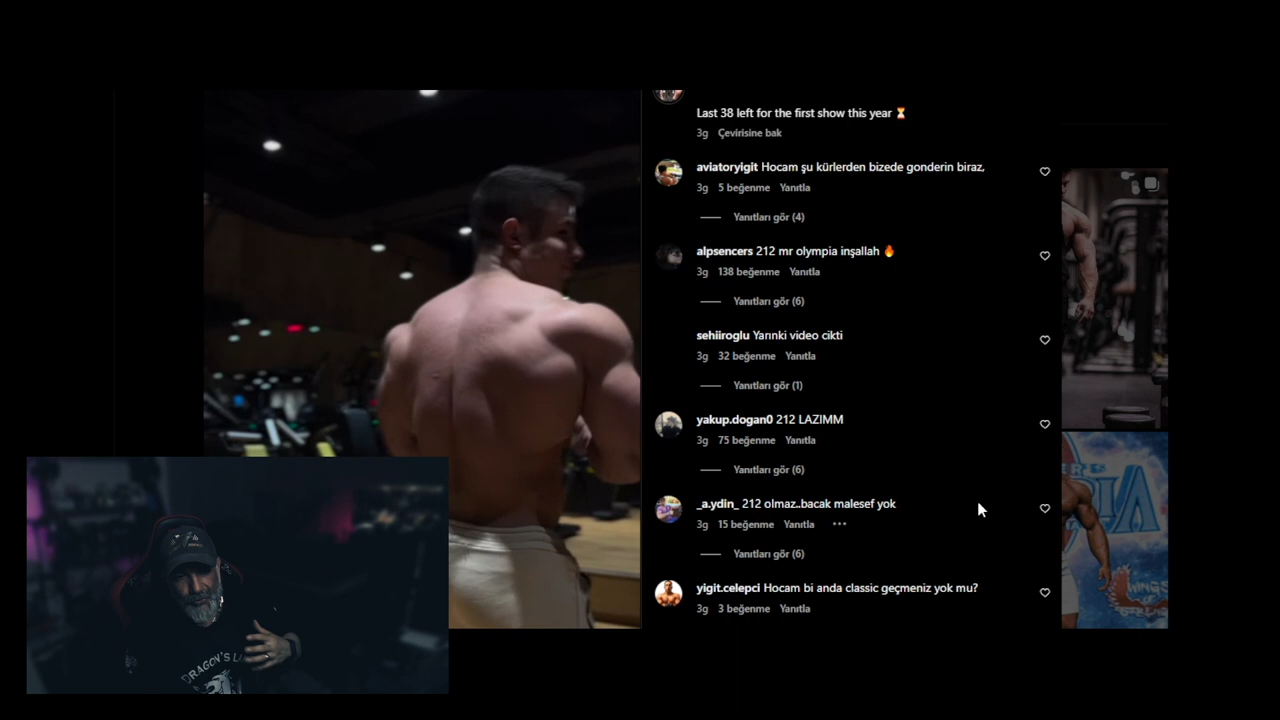 Last 38 left for the first show this year ⏳
3g Çevirisine bak
aviatoryigit Hocam şu kürlerden bizede gonderin biraz,
3g 5 beğenme Yanıtla
Yanıtları gör (4)
alpsencers 212 mr olympia inşallah 🔥
3g 138 beğenme Yanıtla
Yanıtları gör (6)
sehiiroglu Yarınki video cikti
3g 32 beğenme Yanıtla
Yanıtları gör (1)
yakup.dogan0 212 LAZIMM
3g 75 beğenme Yanıtla
Yanıtları gör (6)
_a.ydin_ 212 olmaz..bacak malesef yok
3g 15 beğenme Yanıtla •••
Yanıtları gör (6)
yigit.celepci Hocam bi anda classic geçmeniz yok mu?
3g 3 beğenme Yanıtla
WINGS
DRAGON'S